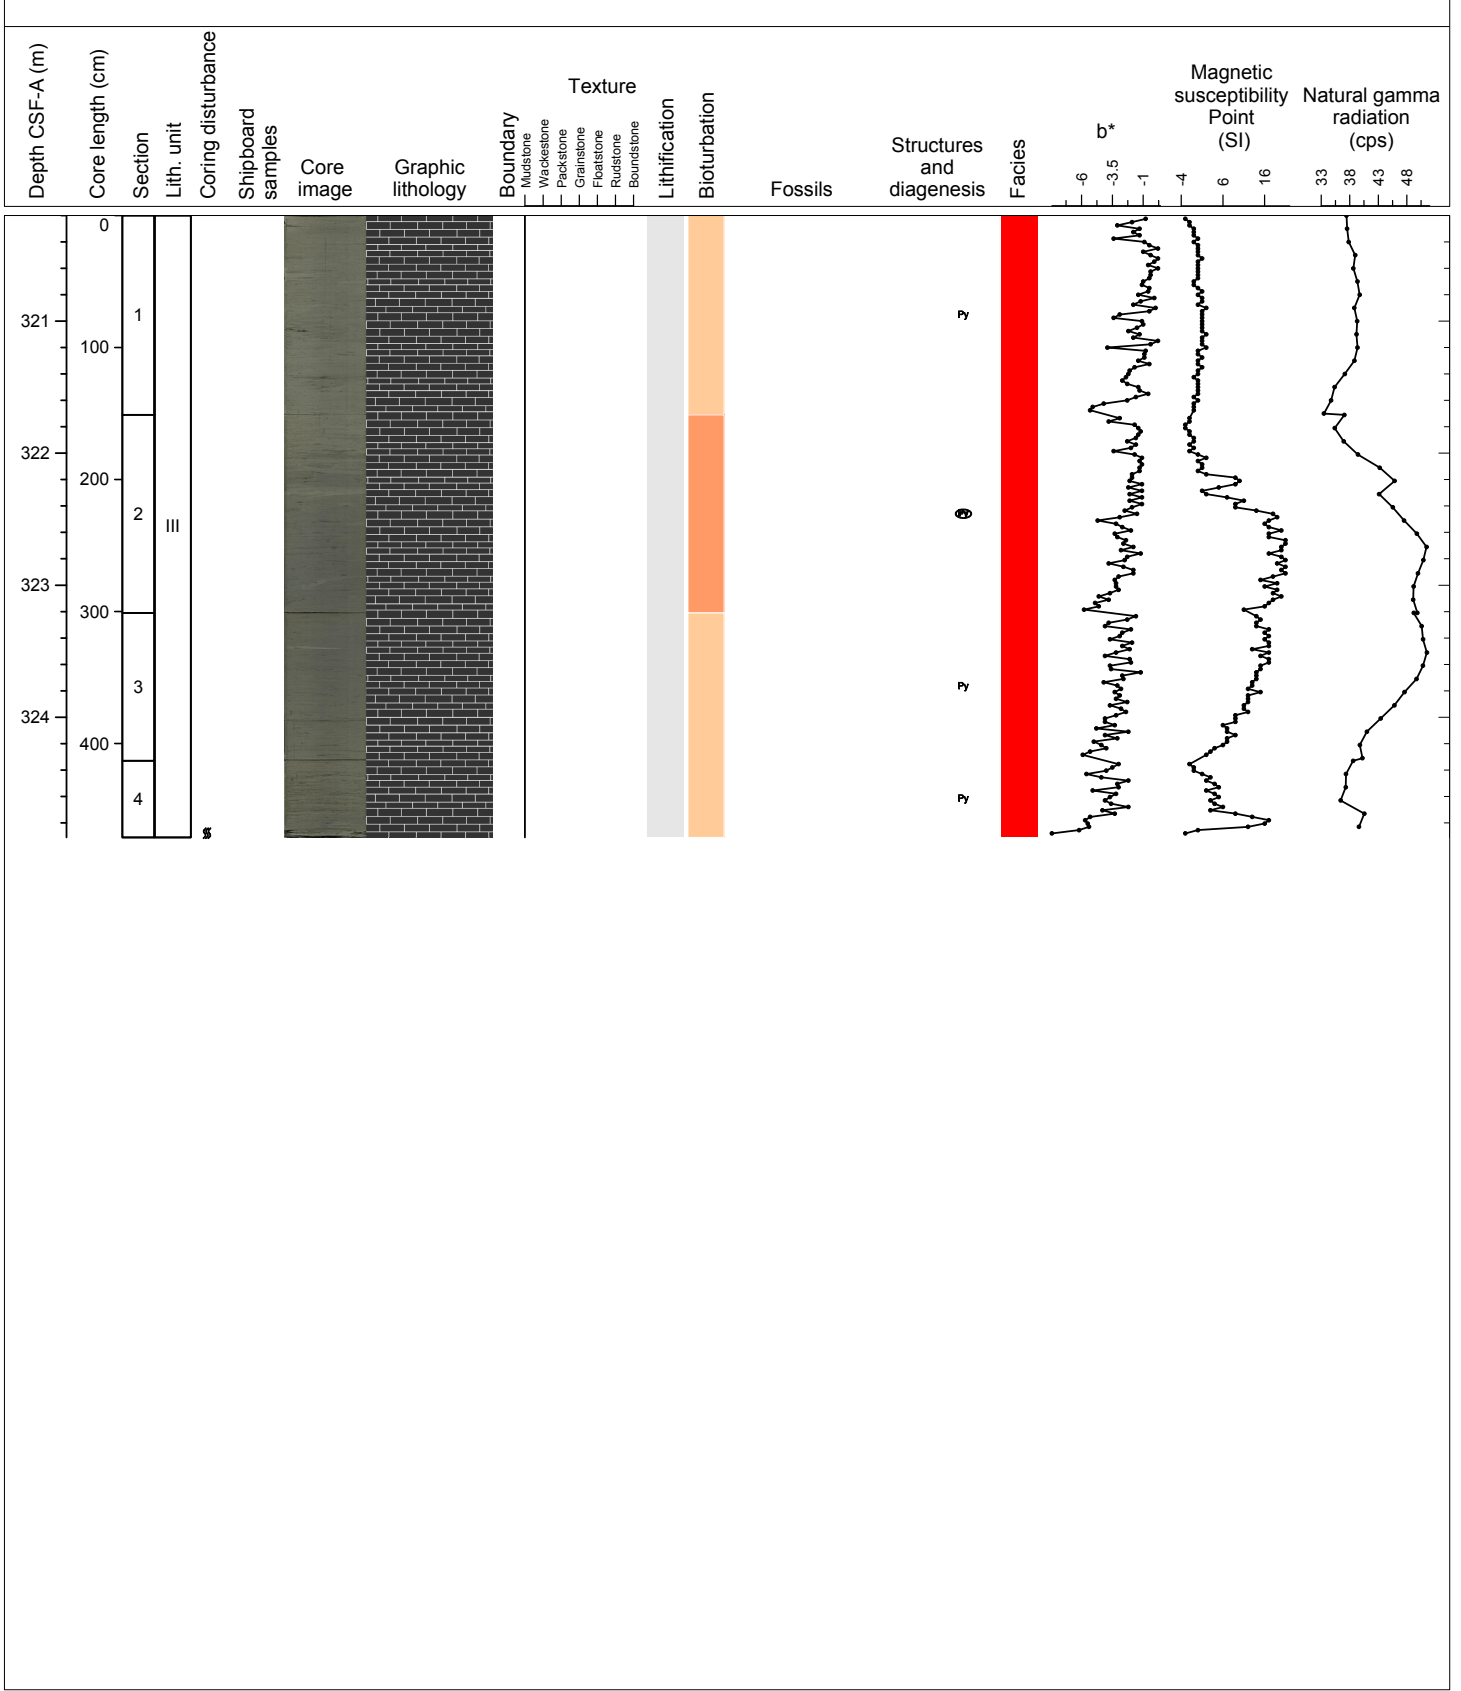 Depth CSF-A (m)
Core length (cm)
Section
Lith. unit
Coring disturbance
Shipboard
samples
Core
image
Graphic
lithology
Boundary
Texture
Mudstone
Wackestone
Packstone
Grainstone
Floatstone
Rudstone
Boundstone
Lithification
Bioturbation
Fossils
Structures
and
diagenesis
Facies
b*
-6 -3.5 -1
Magnetic
susceptibility
Point
(SI)
-4 6 16
Natural gamma
radiation
(cps)
33 38 43 48
0
1
Py
321
100
322
200
2
III
323
300
3
Py
324
400
4
Py